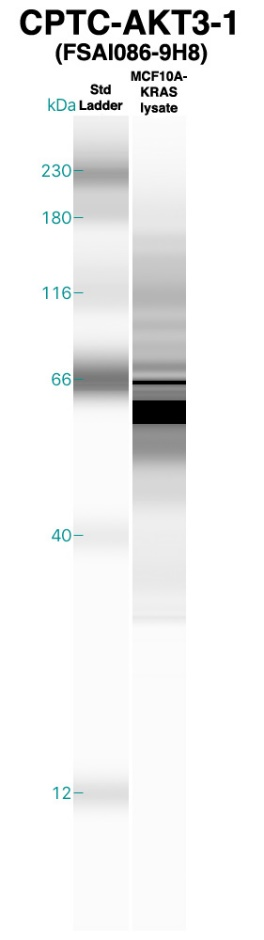 CPTC-AKT3-1
(FSAI086-9H8)
kDa
Std
Ladder
MCF10A-
KRAS
lysate
230
180
116
66
40
12